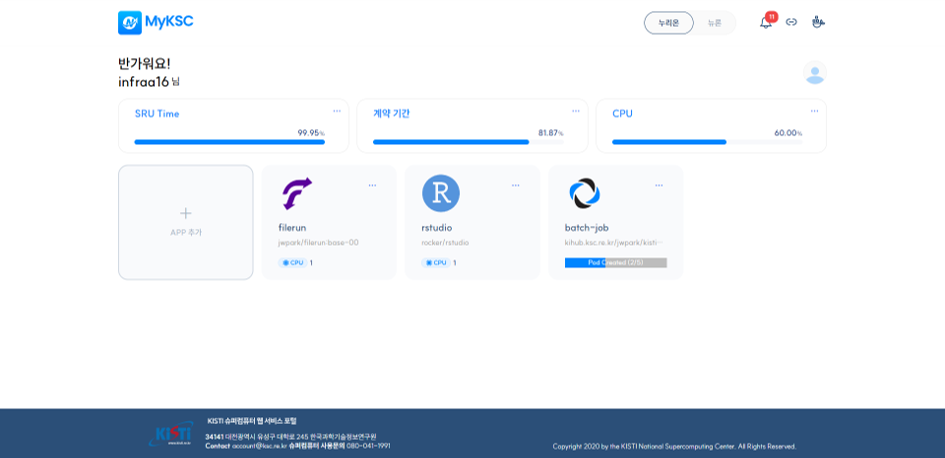 MyKSC
누리온 뉴론
11
반가워요!
infraa16 님
SRU Time ...
99.95%
계약 기간 ...
81.87%
CPU ...
60.00%
+
APP 추가
...
filerun
jwpark/filerun/base-00
CPU 1
R
...
rstudio
rocker/rstudio
CPU 1
...
batch-job
kihub.ksc.re.kr/jwpark/kisti-...
Pod Created (2/5)
KISTI
KISTI 슈퍼컴퓨터 웹 서비스 포털
34141 대전광역시 유성구 대학로 245 한국과학기술정보연구원
Contact account@ksc.re.kr 슈퍼컴퓨터 사용문의 080-041-1991
Copyright 2020 by the KISTI National Supercomputing Center. All Rights Reserved.